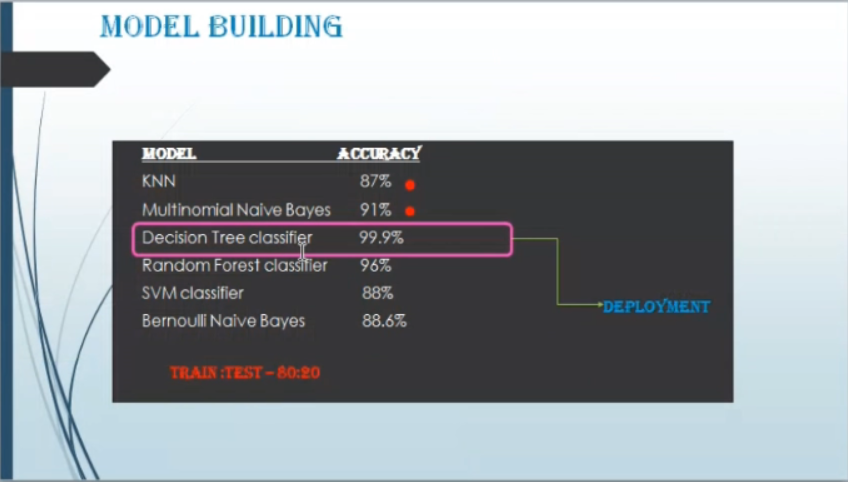 MODEL BUILDING
MODEL ACCURACY
KNN 87%
Multinomial Naive Bayes 91%
Decision Tree classifier 99.9%
Random Forest classifier 96%
SVM classifier 88%
Bernoulli Naive Bayes 88.6%
DEPLOYMENT
TRAIN :TEST – 80:20